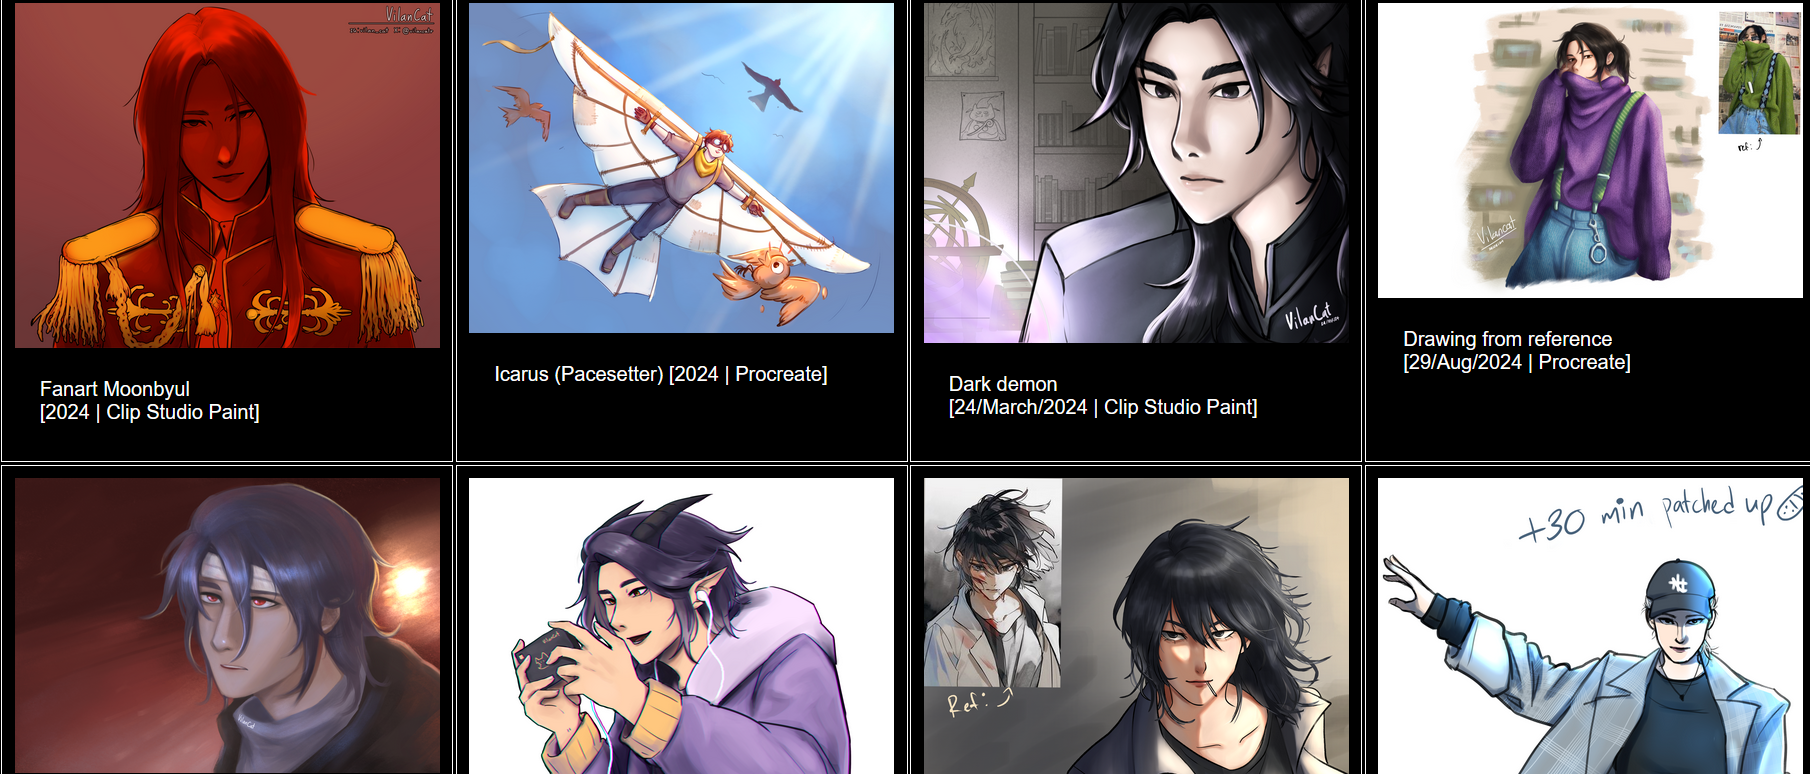 VilanCat
Fanart Moonbyul
[2024 | Clip Studio Paint]
Icarus (Pacesetter) [2024 | Procreate]
VilanCat
Dark demon
[24/March/2024 | Clip Studio Paint]
ref:
Vilancat
Drawing from reference
[29/Aug/2024 | Procreate]
VilanCat
Ref:
+30 min patched up